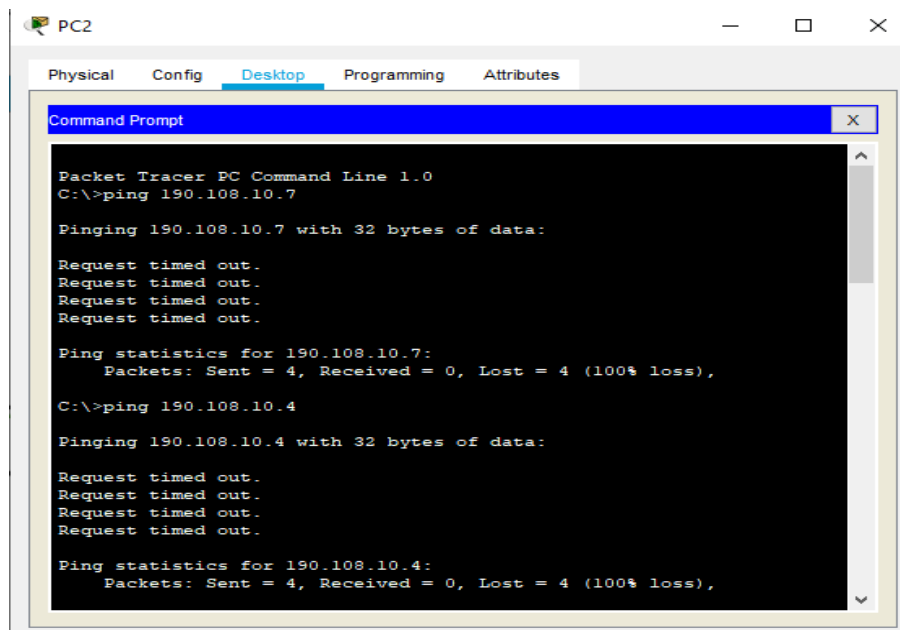 PC2
Physical Config Desktop Programming Attributes
Command Prompt
X
Packet Tracer PC Command Line 1.0
C:\>ping 190.108.10.7
Pinging 190.108.10.7 with 32 bytes of data:
Request timed out.
Request timed out.
Request timed out.
Request timed out.
Ping statistics for 190.108.10.7:
Packets: Sent = 4, Received = 0, Lost = 4 (100% loss),
C:\>ping 190.108.10.4
Pinging 190.108.10.4 with 32 bytes of data:
Request timed out.
Request timed out.
Request timed out.
Request timed out.
Ping statistics for 190.108.10.4:
Packets: Sent = 4, Received = 0, Lost = 4 (100% loss),